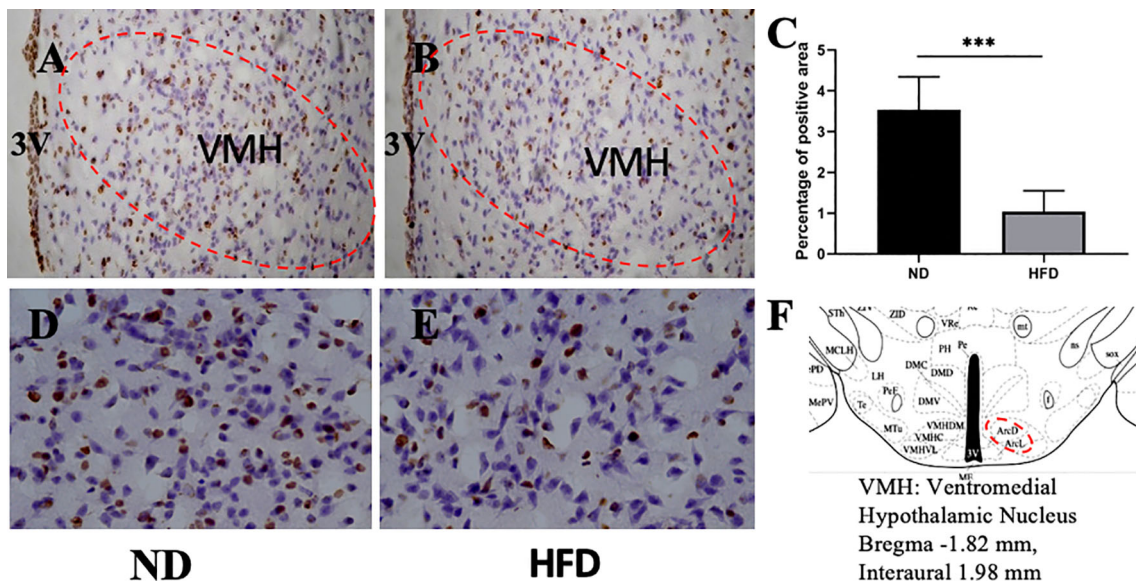 A
3V
VMH
B
3V
VMH
C
Percentage of positive area
5
4
3
2
1
0
***
ND
HFD
D
E
ND
HFD
F
STh
ZID
VRe
mt
MCLH
PH
Pe
ns
sox
DMC
DMD
ePD
LH
MePV
PeF
DMV
f
Te
MTu
VMHDM
ArcD
VMHC
ArcL
VMHVL
3V
ME
VMH: Ventromedial
Hypothalamic Nucleus
Bregma -1.82 mm,
Interaural 1.98 mm